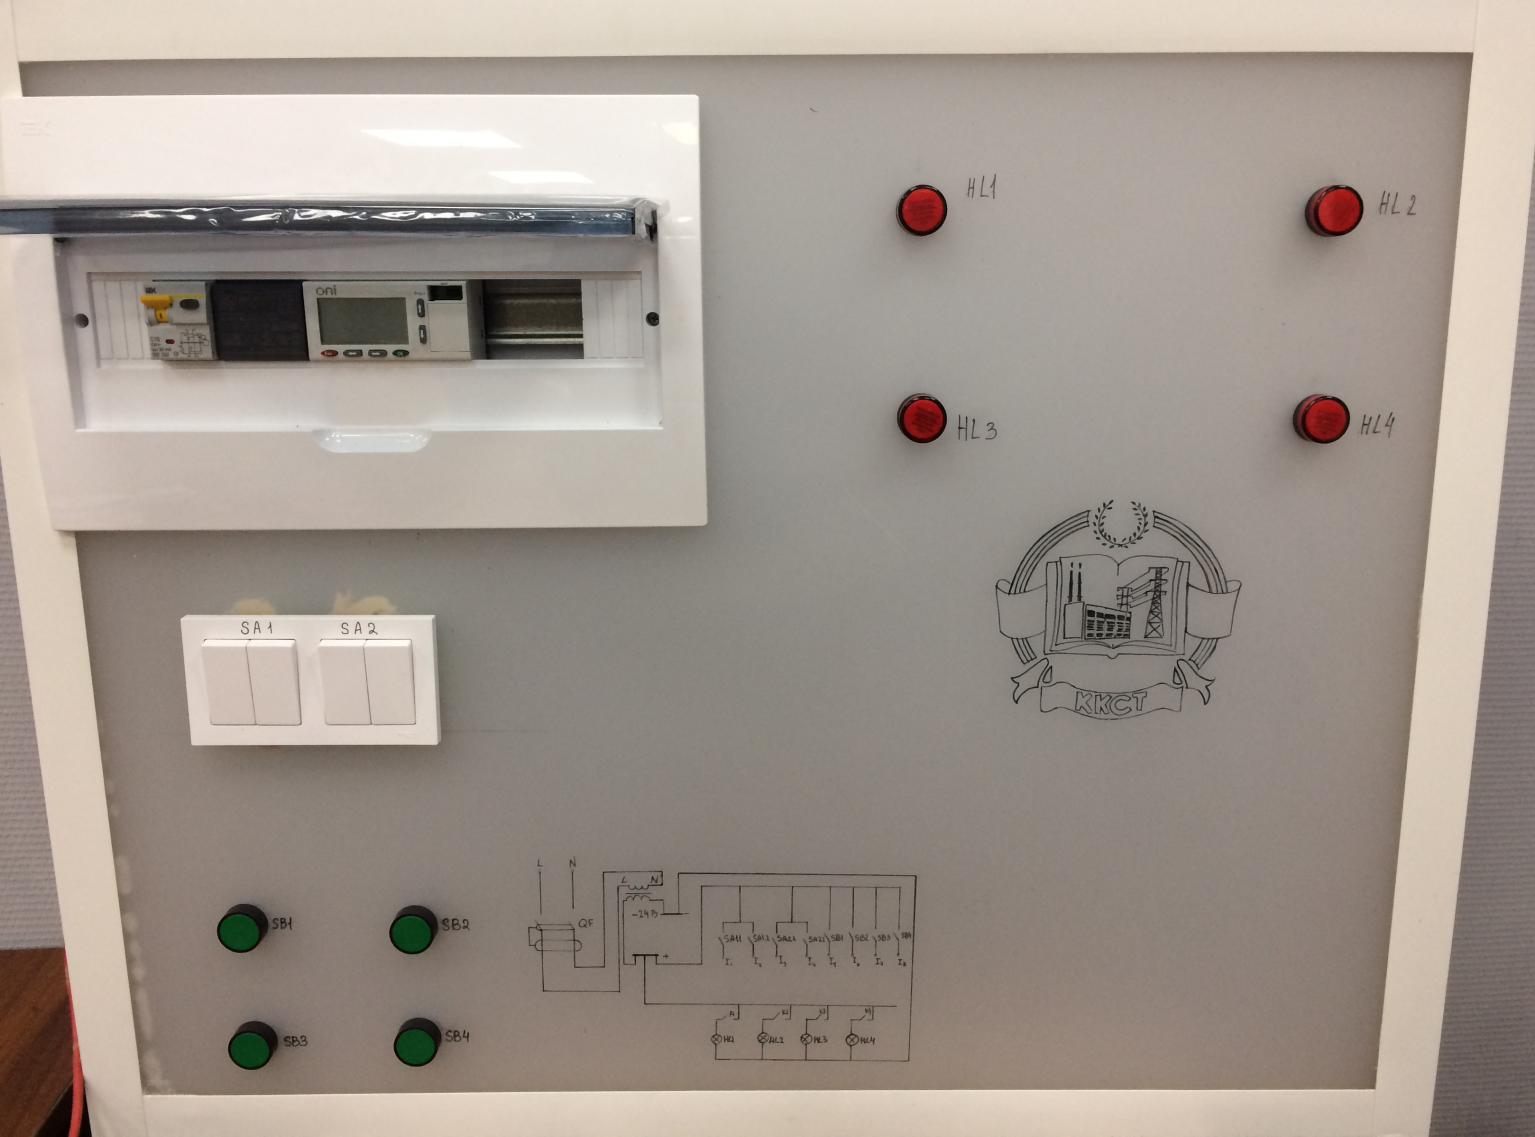 IEK
HL1
HL2
oni
HL3
HL4
SA1
SA2
ККСТ
L
N
L
N
QF
-24В
+
SB1
SB2
SB3
SB4
SA11
SA12
SA21
SA22
SB1
SB2
SB3
SB4
HL1
HL2
HL3
HL4